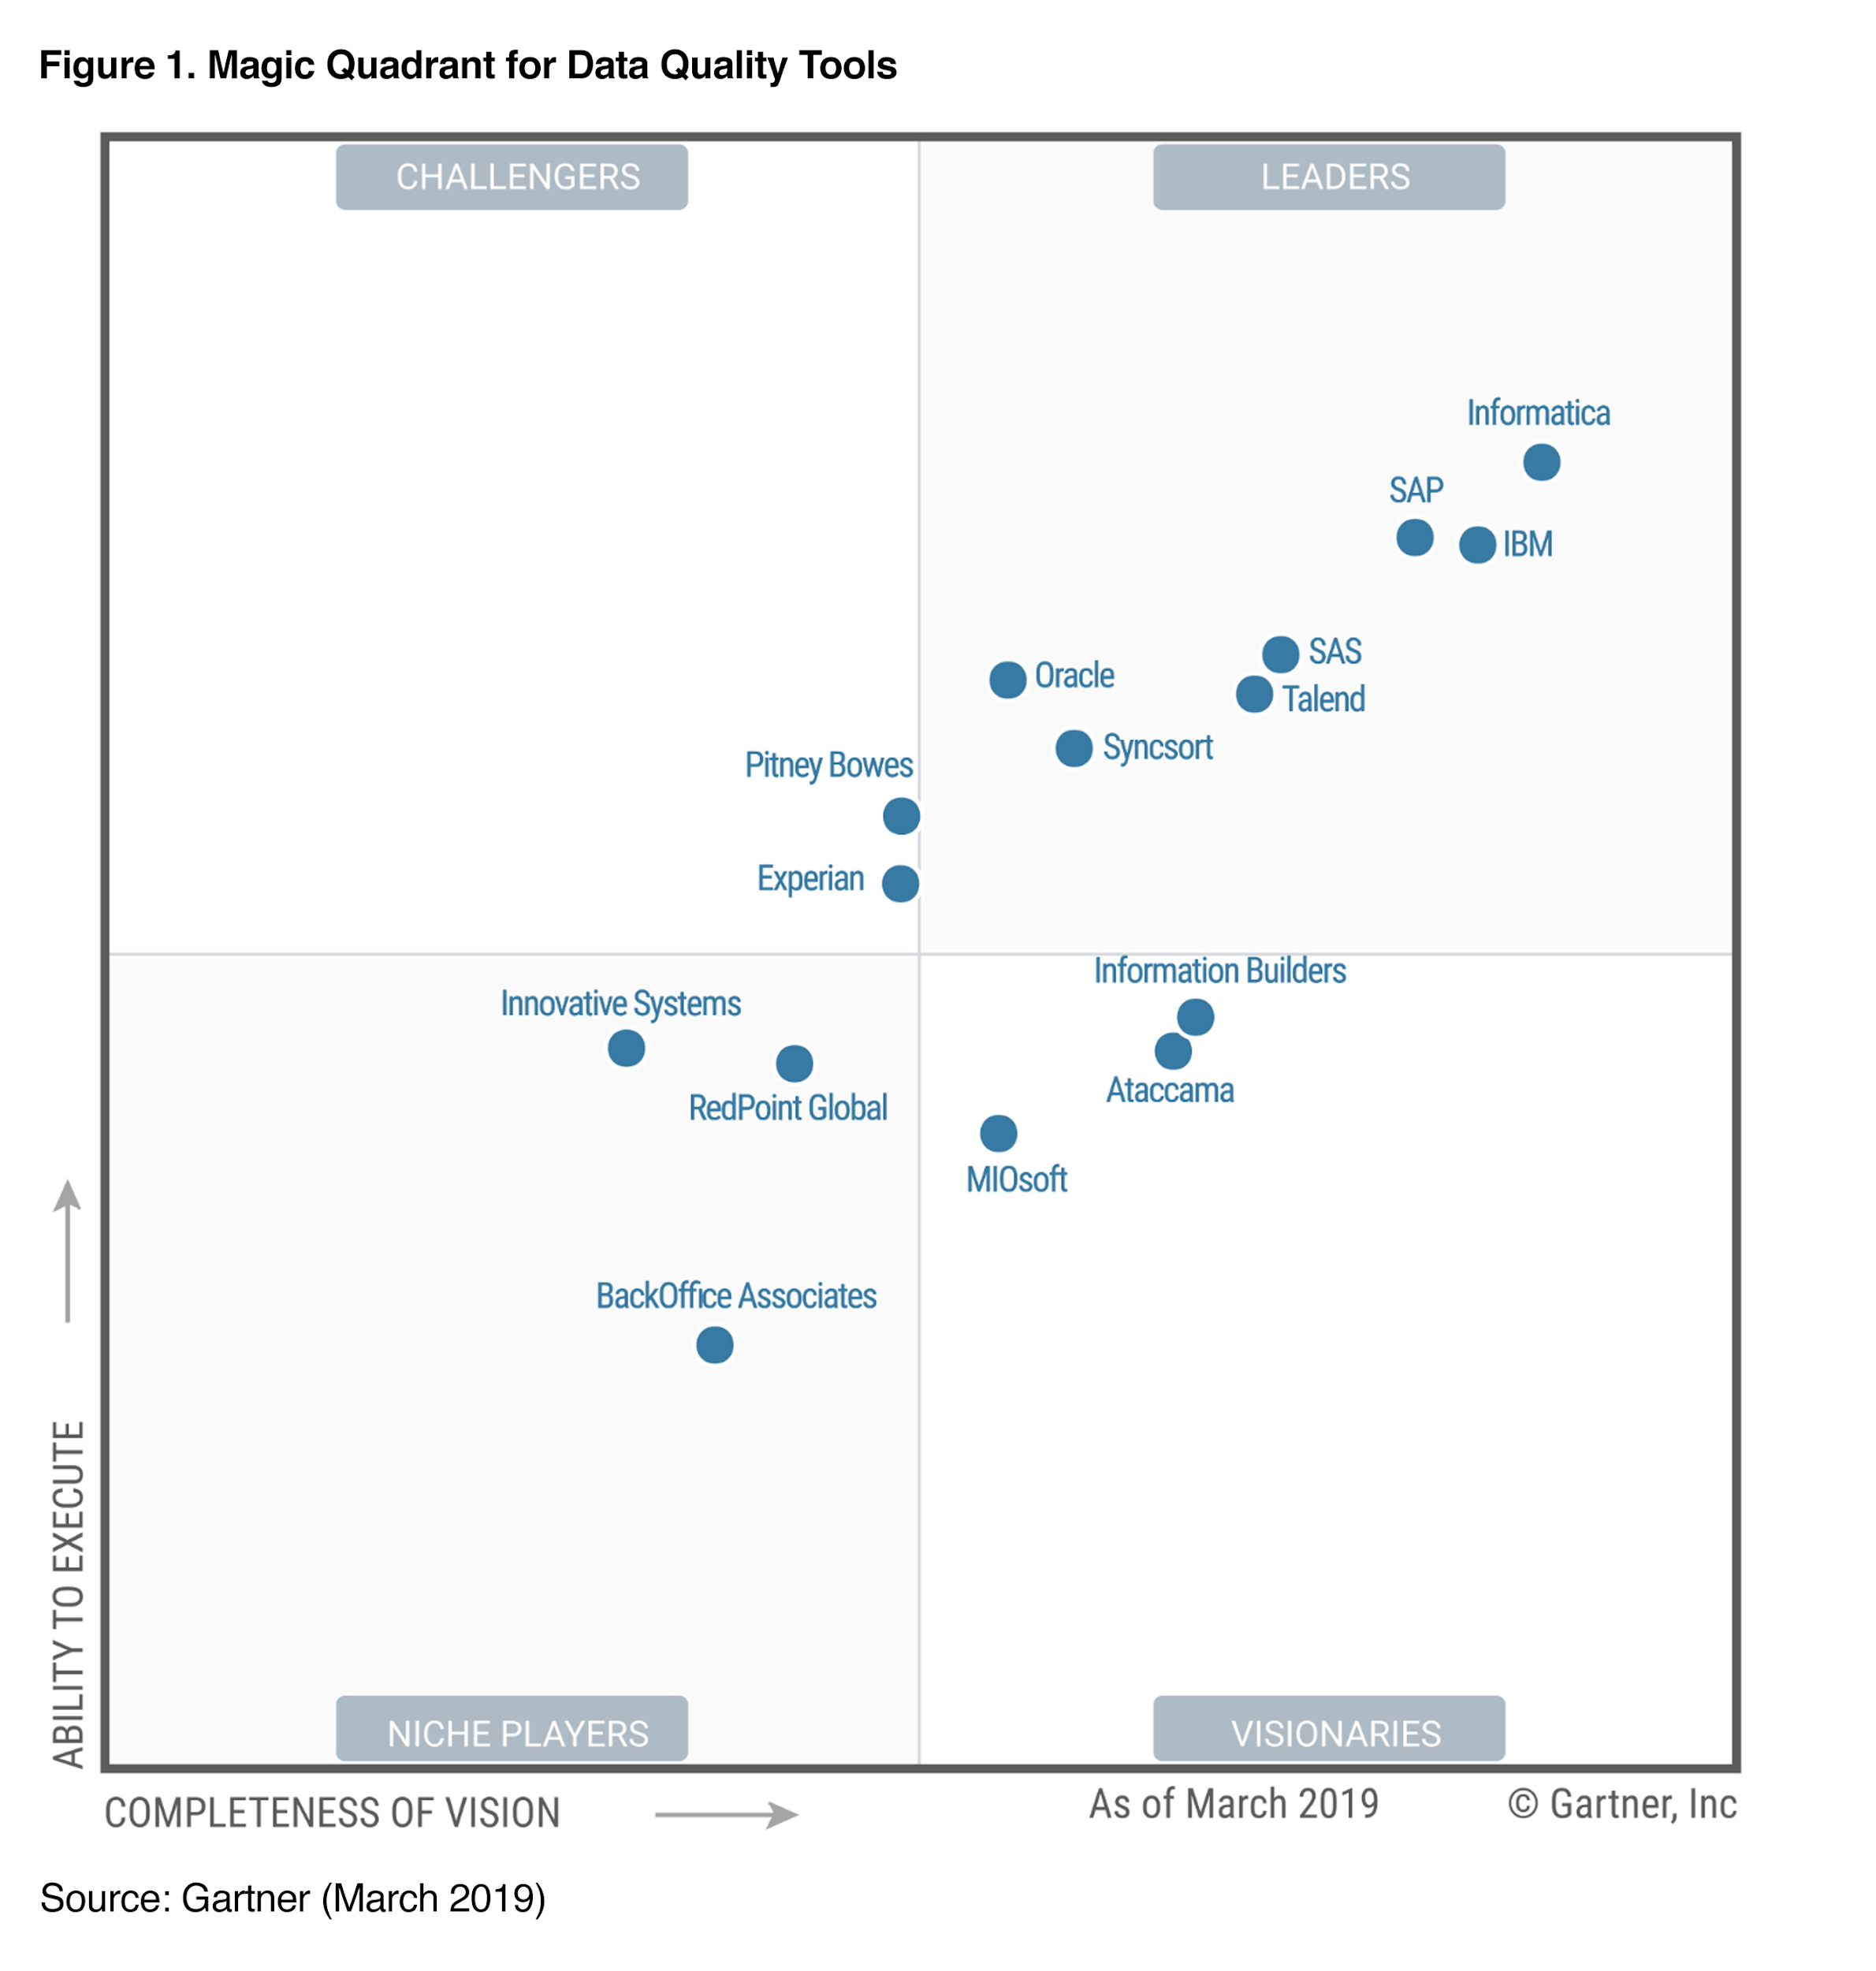 Figure 1. Magic Quadrant for Data Quality Tools
CHALLENGERS
LEADERS
Informatica
SAP
IBM
SAS
Oracle
Talend
Syncsort
Pitney Bowes
Experian
Information Builders
Innovative Systems
Ataccama
RedPoint Global
MIOsoft
BackOffice Associates
ABILITY TO EXECUTE
NICHE PLAYERS
VISIONARIES
COMPLETENESS OF VISION
As of March 2019
© Gartner, Inc
Source: Gartner (March 2019)